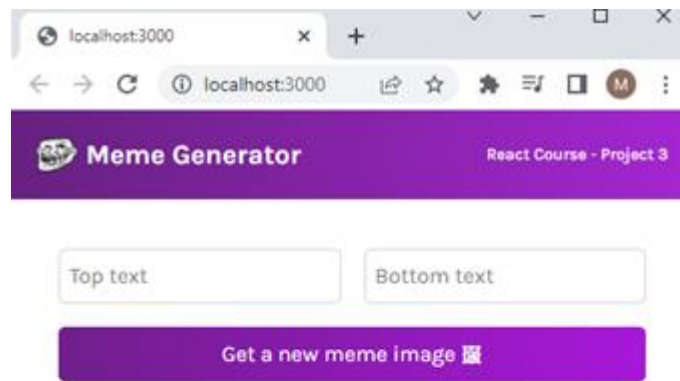 localhost:3000
localhost:3000
M
Meme Generator
React Course - Project 3
Top text
Bottom text
Get a new meme image 🖼